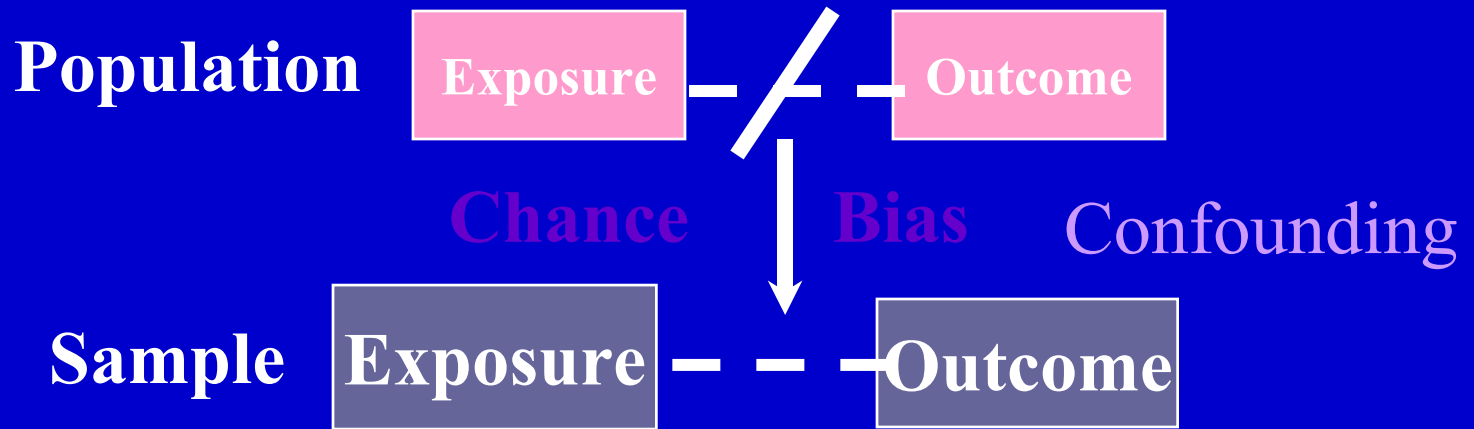 Population Exposure Outcome
Chance Bias Confounding
Sample Exposure Outcome